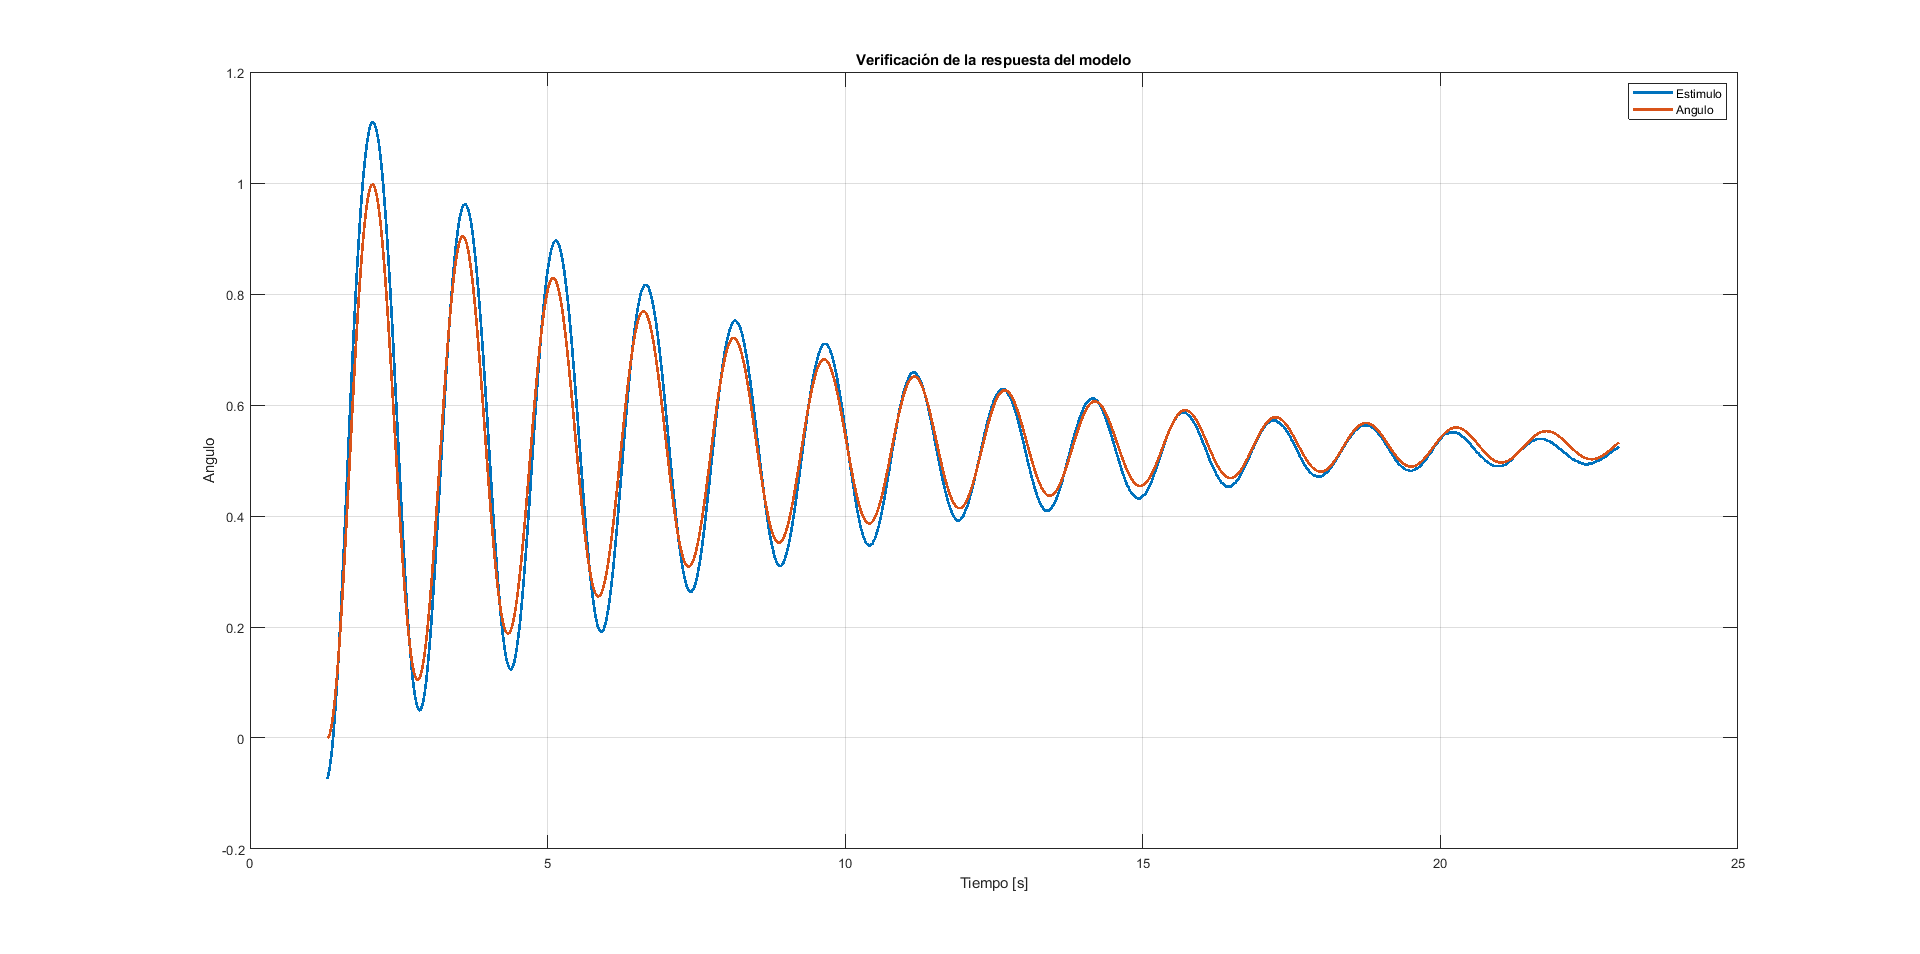 Verificación de la respuesta del modelo
Estimulo
Angulo
1.2
1
0.8
0.6
0.4
0.2
0
-0.2
Angulo
0
5
10
15
20
25
Tiempo [s]